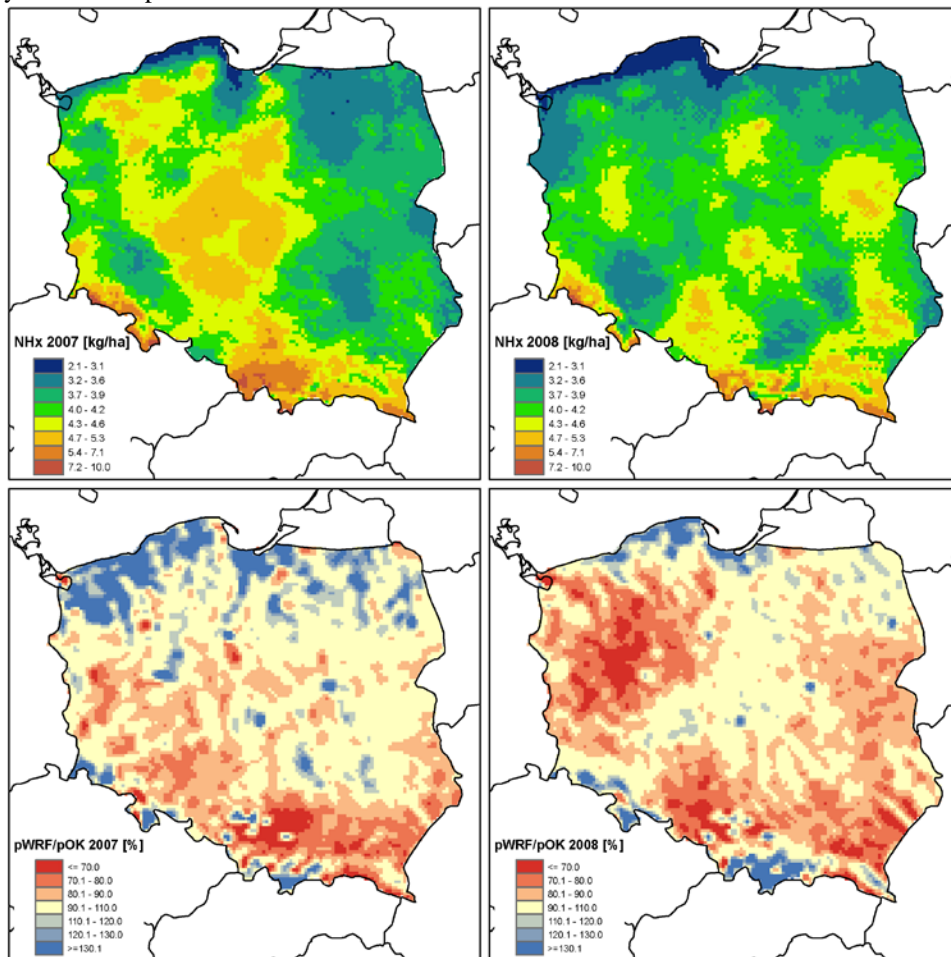 NHx 2007 [kg/ha]
2.1 - 3.1
3.2 - 3.6
3.7 - 3.9
4.0 - 4.2
4.3 - 4.6
4.7 - 5.3
5.4 - 7.1
7.2 - 10.0
NHx 2008 [kg/ha]
2.1 - 3.1
3.2 - 3.6
3.7 - 3.9
4.0 - 4.2
4.3 - 4.6
4.7 - 5.3
5.4 - 7.1
7.2 - 10.0
pWRF/pOK 2007 [%]
<= 70.0
70.1 - 80.0
80.1 - 90.0
90.1 - 110.0
110.1 - 120.0
120.1 - 130.0
>=130.1
pWRF/pOK 2008 [%]
<= 70.0
70.1 - 80.0
80.1 - 90.0
90.1 - 110.0
110.1 - 120.0
120.1 - 130.0
>=130.1